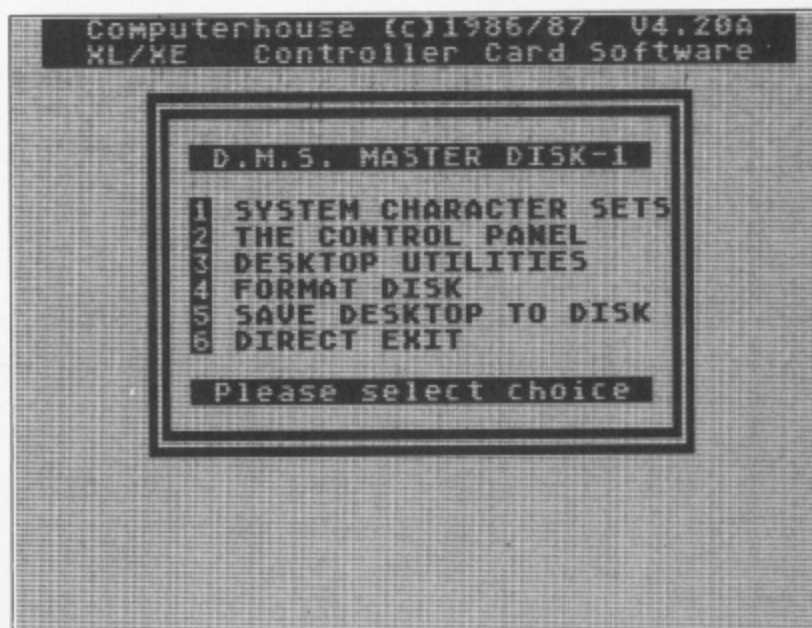 Computerhouse (c)1986/87 V4.20A
XL/XE Controller Card Software
D.M.S. MASTER DISK-1
1 SYSTEM CHARACTER SETS
2 THE CONTROL PANEL
3 DESKTOP UTILITIES
4 FORMAT DISK
5 SAVE DESKTOP TO DISK
6 DIRECT EXIT
Please select choice